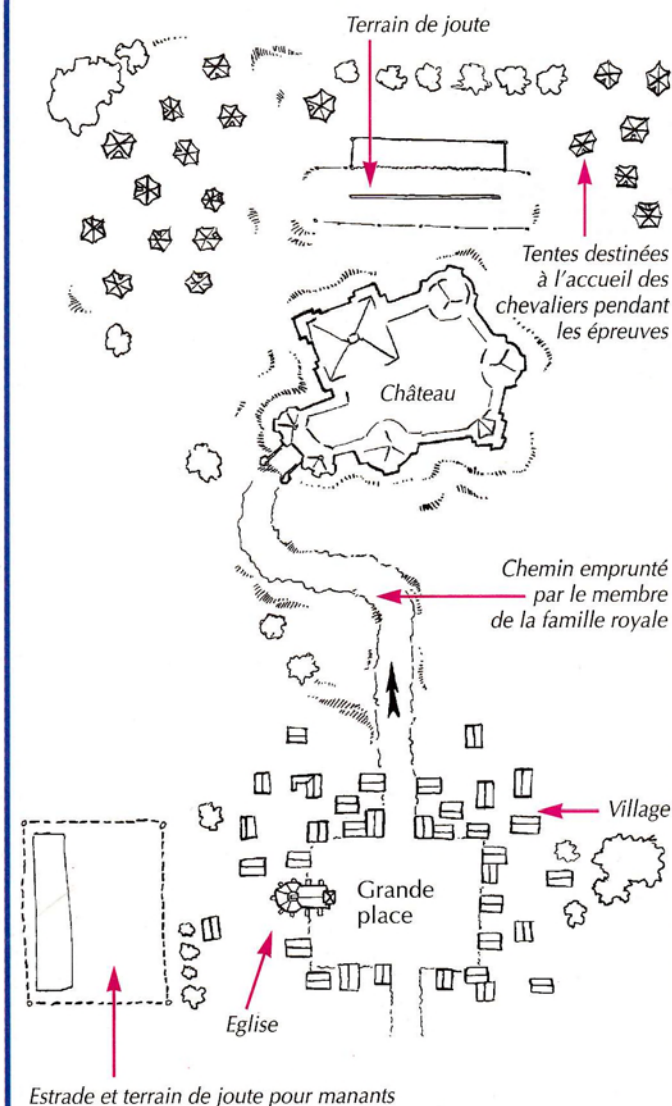 Terrain de joute
Tentes destinées
à l'accueil des
chevaliers pendant
les épreuves
Château
Chemin emprunté
par le membre
de la famille royale
Village
Grande
place
Eglise
Estrade et terrain de joute pour manants